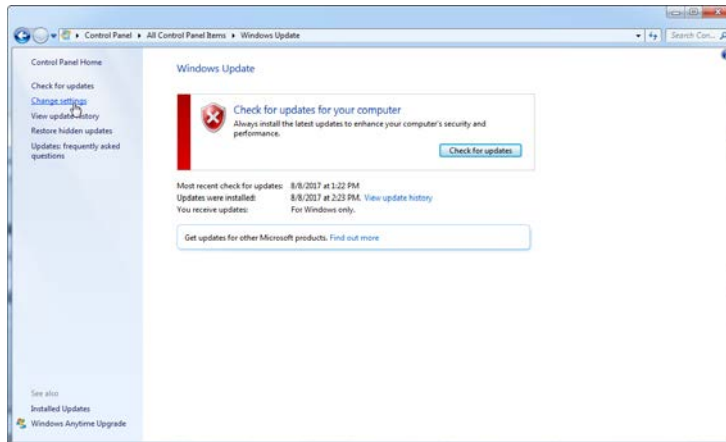 Control Panel ▸ All Control Panel Items ▸ Windows Update
Search Con...
Control Panel Home
Check for updates
Change settings
View update history
Restore hidden updates
Updates: frequently asked
questions
See also
Installed Updates
Windows Anytime Upgrade
Windows Update
Check for updates for your computer
Always install the latest updates to enhance your computer's security and
performance.
Check for updates
Most recent check for updates: 8/8/2017 at 1:22 PM
Updates were installed: 8/8/2017 at 2:23 PM. View update history
You receive updates: For Windows only.
Get updates for other Microsoft products. Find out more